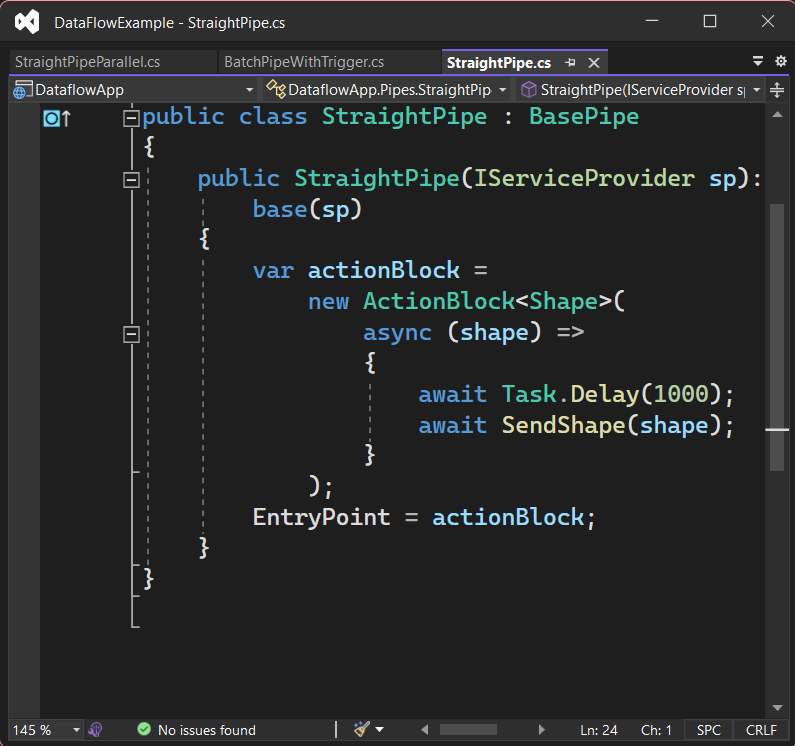 DataFlowExample - StraightPipe.cs
StraightPipeParallel.cs BatchPipeWithTrigger.cs StraightPipe.cs
DataflowApp DataflowApp.Pipes.StraightPip StraightPipe(IServiceProvider sp
public class StraightPipe : BasePipe
{
public StraightPipe(IServiceProvider sp):
base(sp)
{
var actionBlock =
new ActionBlock<Shape>(
async (shape) =>
{
await Task.Delay(1000);
await SendShape(shape);
}
);
EntryPoint = actionBlock;
}
}
145 % No issues found Ln: 24 Ch: 1 SPC CRLF